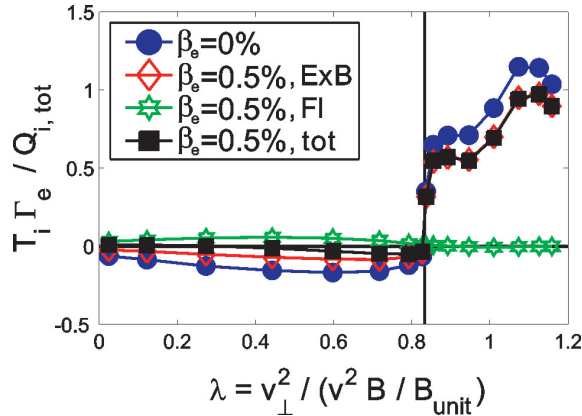 β_e=0%
β_e=0.5%, ExB
β_e=0.5%, Fl
β_e=0.5%, tot
T_i Γ_e / Q_i, tot
1.5
1
0.5
0
-0.5
0 0.2 0.4 0.6 0.8 1 1.2
λ = v_⊥^2 / (v^2 B / B_unit)